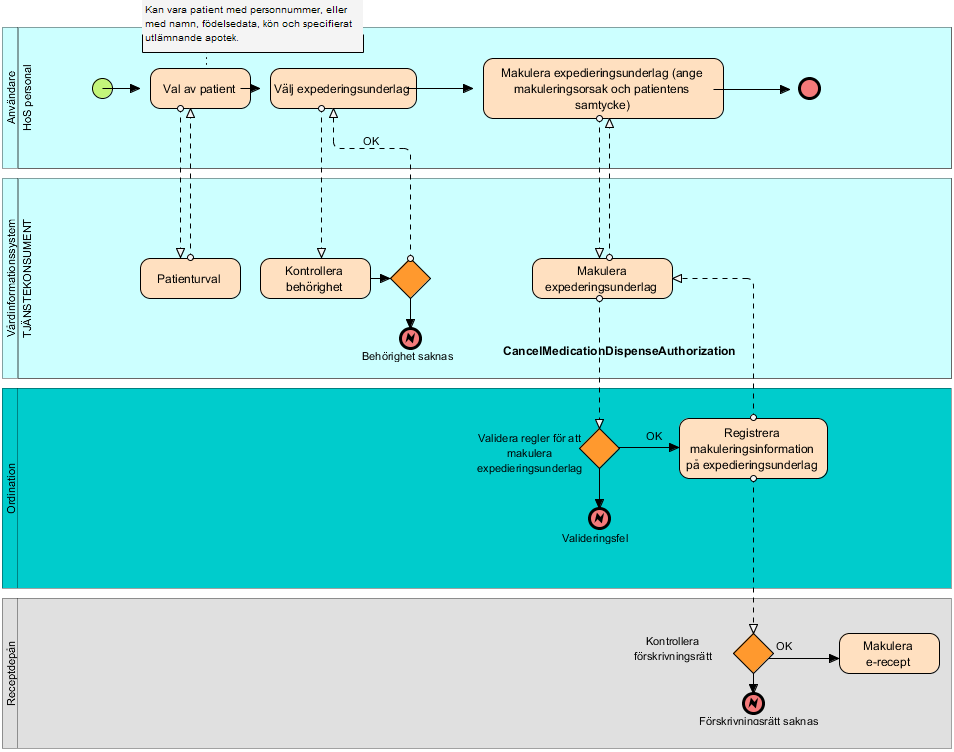 Kan vara patient med personnummer, eller
med namn, födelsedata, kön och specifierat
utlämnande apotek.
Användare
HoS personal
Val av patient
Välj expederingsunderlag
Makulera expedieringsunderlag (ange
makuleringsorsak och patientens
samtycke)
OK
Vårdinformationssystem
TJÄNSTEKONSUMENT
Patienturval
Kontrollera
behörighet
Makulera
expederingsunderlag
Behörighet saknas
CancelMedicationDispenseAuthorization
Ordination
Validera regler för att
makulera
expedieringsunderlag
OK
Registrera
makuleringsinformation
på expedieringsunderlag
Valideringsfel
Receptdepån
Kontrollera
förskrivningsrätt
OK
Makulera
e-recept
Förskrivningsrätt saknas